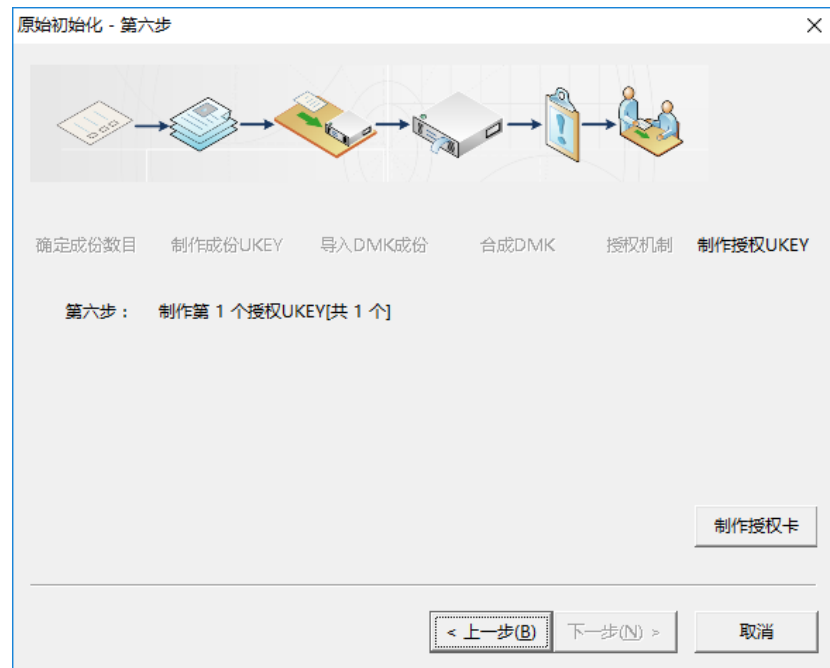 原始初始化 - 第六步
确定成份数目 制作成份UKEY 导入DMK成份 合成DMK 授权机制 制作授权UKEY
第六步： 制作第 1 个授权UKEY[共 1 个]
制作授权卡
< 上一步(B) 下一步(N) > 取消